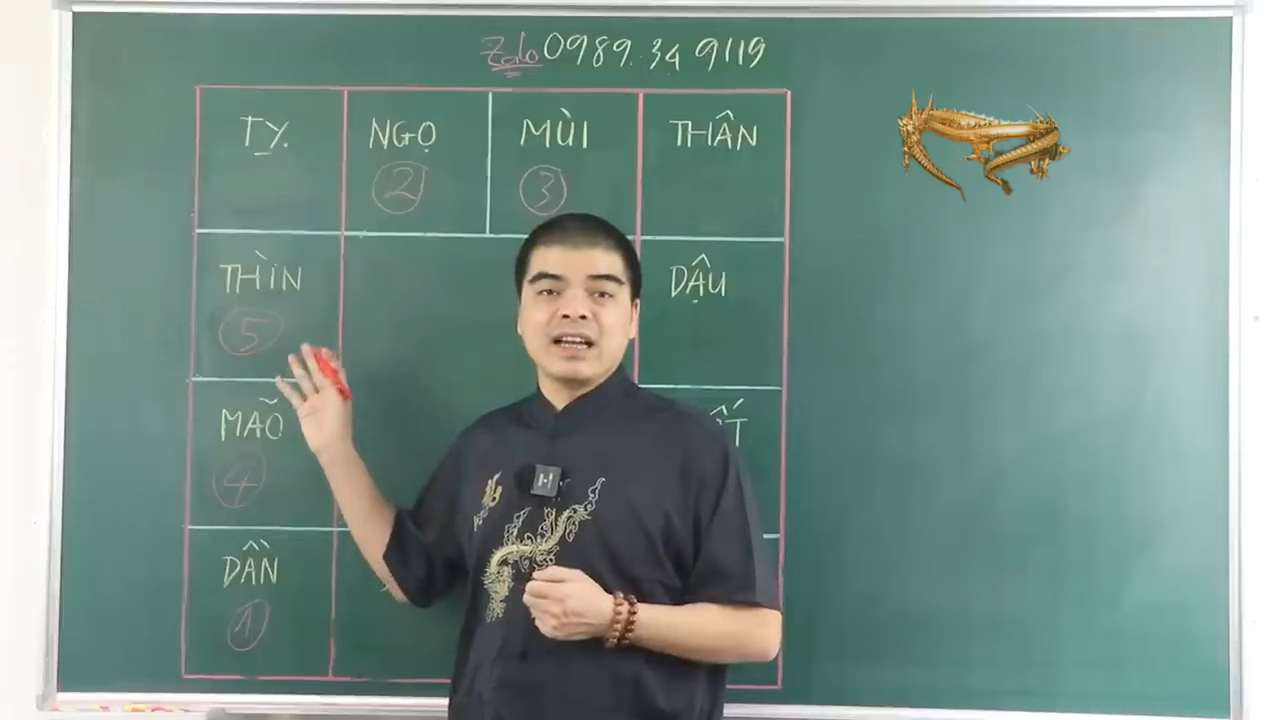 Zalo 0989.34 9119
TỴ. NGỌ MÙI THÂN
2 3
THÌN DẬU
5
MÃO
4
DẦN
1